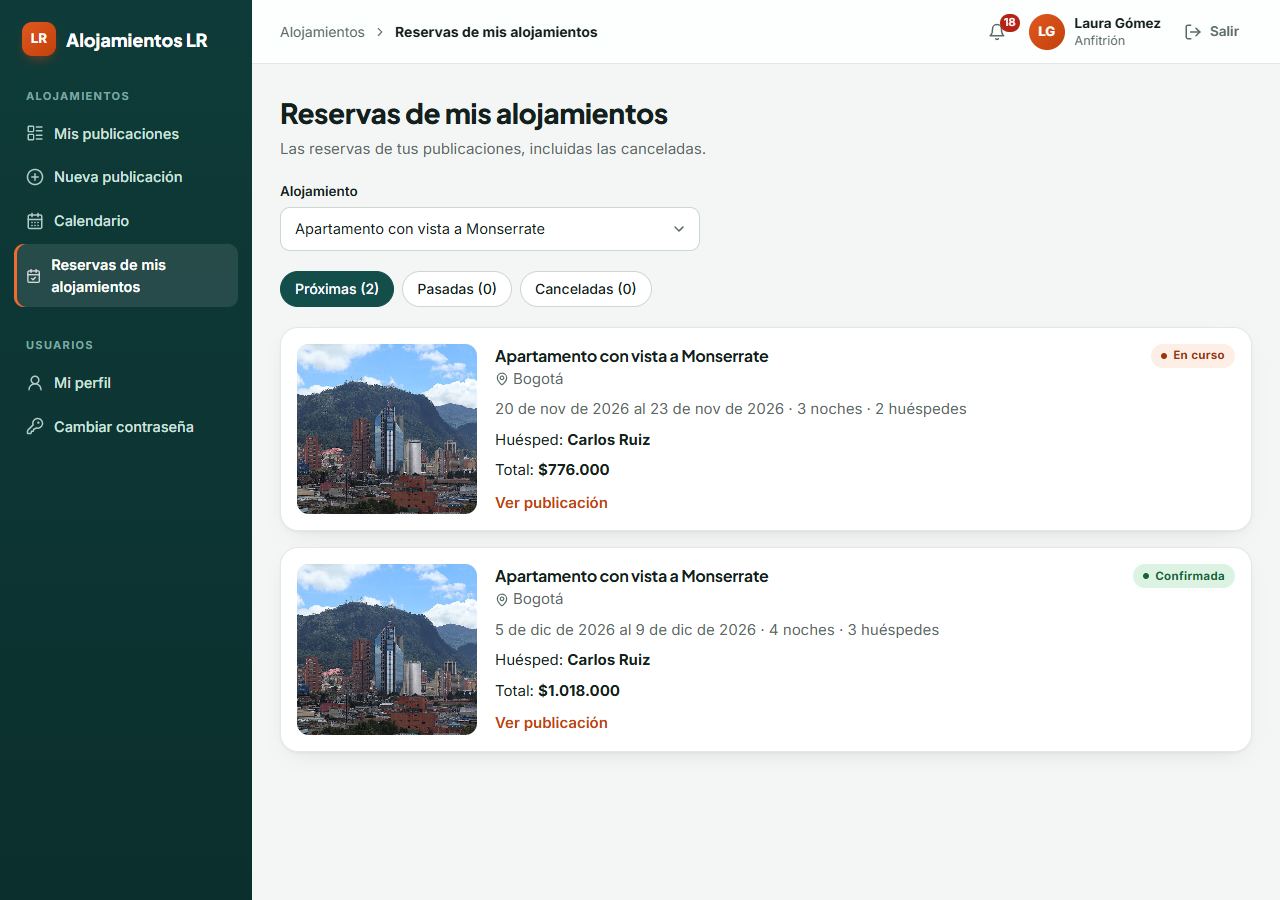 LR Alojamientos LR
ALOJAMIENTOS
Mis publicaciones
Nueva publicación
Calendario
Reservas de mis
alojamientos
USUARIOS
Mi perfil
Cambiar contraseña
Alojamientos > Reservas de mis alojamientos
18
LG
Laura Gómez
Anfitrión
Salir
Reservas de mis alojamientos
Las reservas de tus publicaciones, incluidas las canceladas.
Alojamiento
Apartamento con vista a Monserrate
Próximas (2) Pasadas (0) Canceladas (0)
Apartamento con vista a Monserrate
En curso
Bogotá
20 de nov de 2026 al 23 de nov de 2026 · 3 noches · 2 huéspedes
Huésped: Carlos Ruiz
Total: $776.000
Ver publicación
Apartamento con vista a Monserrate
Confirmada
Bogotá
5 de dic de 2026 al 9 de dic de 2026 · 4 noches · 3 huéspedes
Huésped: Carlos Ruiz
Total: $1.018.000
Ver publicación